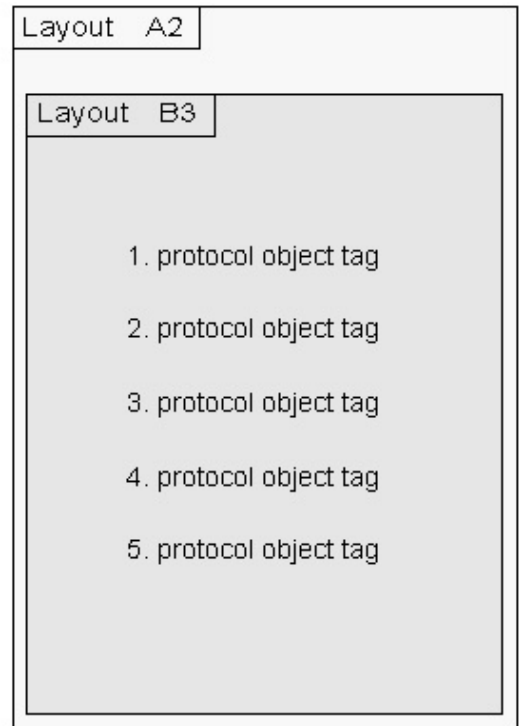 Layout A2
Layout B3
1. protocol object tag
2. protocol object tag
3. protocol object tag
4. protocol object tag
5. protocol object tag